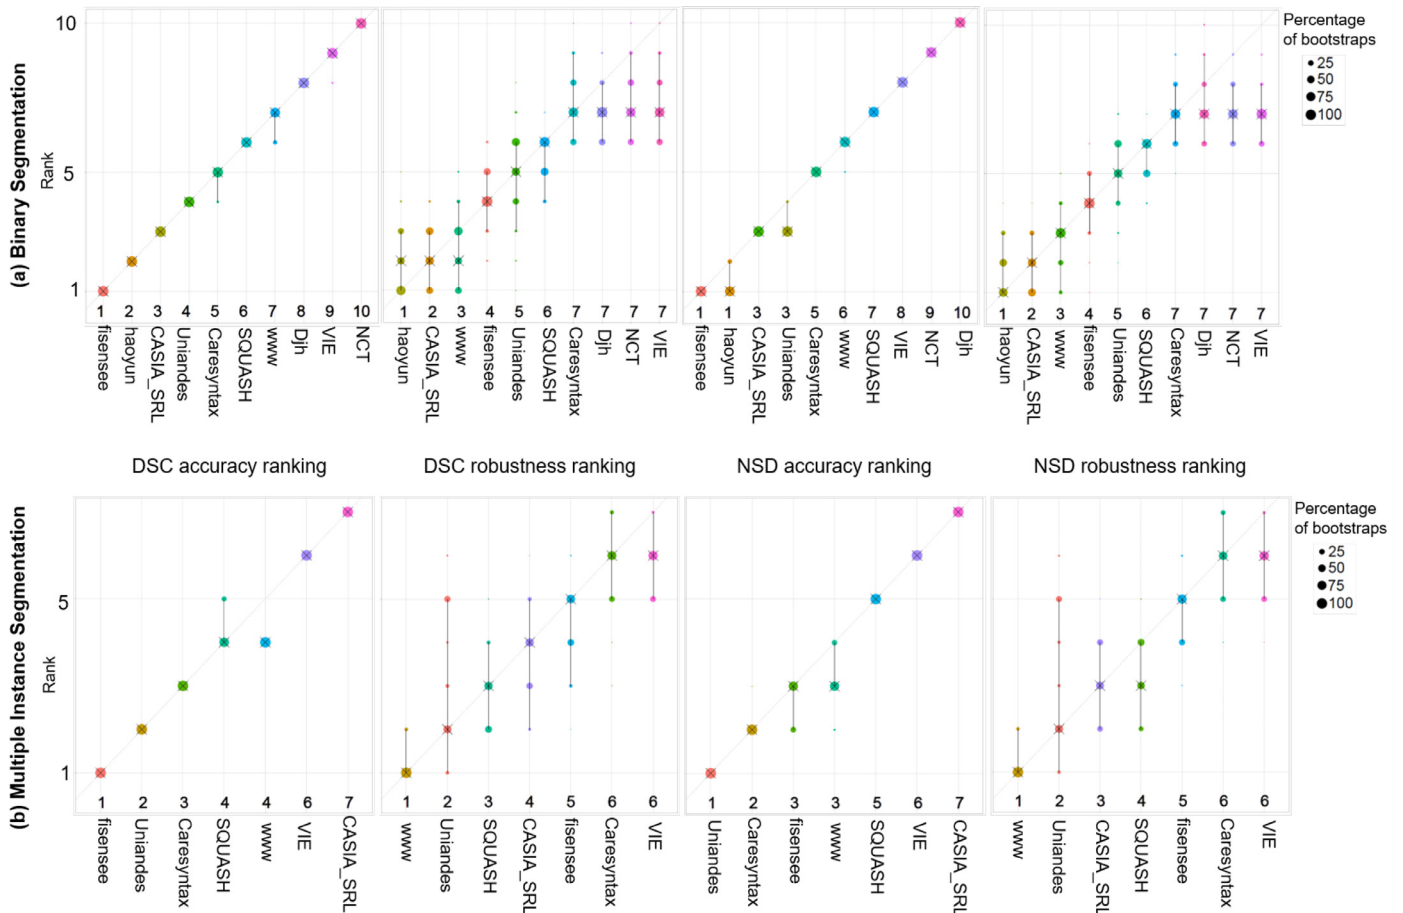 (a) Binary Segmentation
Rank
10
5
1
1 2 3 4 5 6 7 8 9 10
fisensee haoyun CASIA_SRL Uniandes Caresyntax SQUASH www Djh VIE NCT
1 2 3 4 5 6 7 7 7 7
haoyun CASIA_SRL www fisensee Uniandes SQUASH Caresyntax Djh NCT VIE
1 1 3 3 5 6 7 8 9 10
fisensee haoyun CASIA_SRL Uniandes Caresyntax www SQUASH VIE NCT Djh
1 2 3 4 5 6 7 7 7 7
haoyun CASIA_SRL www fisensee Uniandes SQUASH Caresyntax Djh NCT VIE
Percentage
of bootstraps
25
50
75
100
DSC accuracy ranking
DSC robustness ranking
NSD accuracy ranking
NSD robustness ranking
(b) Multiple Instance Segmentation
Rank
5
1
1 2 3 4 4 6 7
fisensee Uniandes Caresyntax SQUASH www VIE CASIA_SRL
1 2 3 4 5 6 6
www Uniandes SQUASH CASIA_SRL fisensee Caresyntax VIE
1 2 3 3 5 6 7
Uniandes Caresyntax fisensee www SQUASH VIE CASIA_SRL
1 2 3 4 5 6 6
www Uniandes CASIA_SRL SQUASH fisensee Caresyntax VIE
Percentage
of bootstraps
25
50
75
100